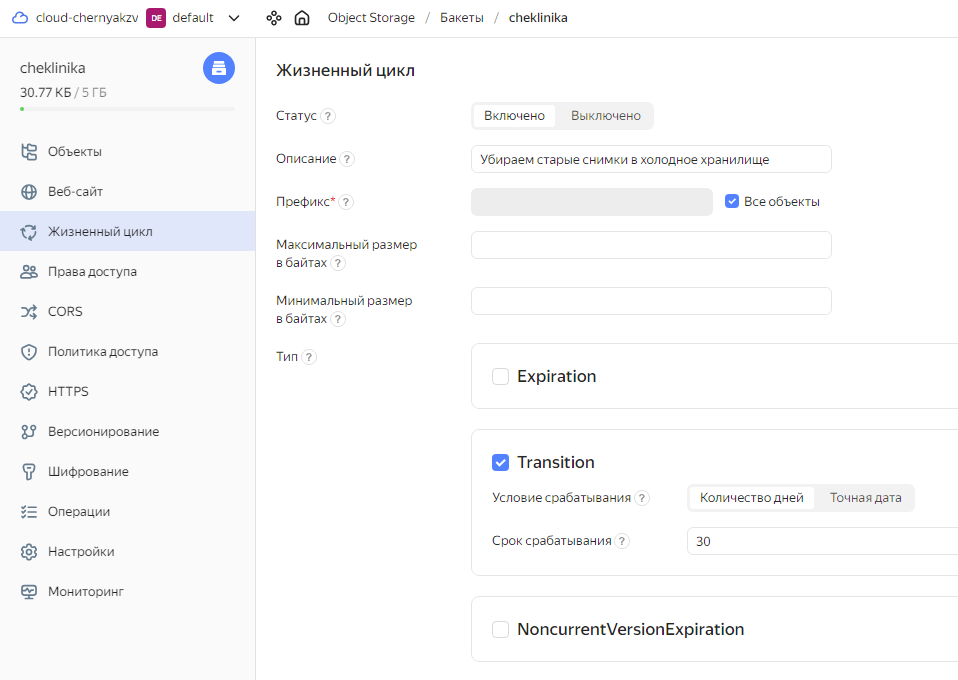 cloud-chernyakzv DE default Object Storage / Бакеты / cheklinika
cheklinika
30.77 КБ / 5 ГБ
Объекты
Веб-сайт
Жизненный цикл
Права доступа
CORS
Политика доступа
HTTPS
Версионирование
Шифрование
Операции
Настройки
Мониторинг
Жизненный цикл
Статус ? Включено Выключено
Описание ? Убираем старые снимки в холодное хранилище
Префикс* ? Все объекты
Максимальный размер
в байтах ?
Минимальный размер
в байтах ?
Тип ?
Expiration
Transition
Условие срабатывания ? Количество дней Точная дата
Срок срабатывания ? 30
NoncurrentVersionExpiration